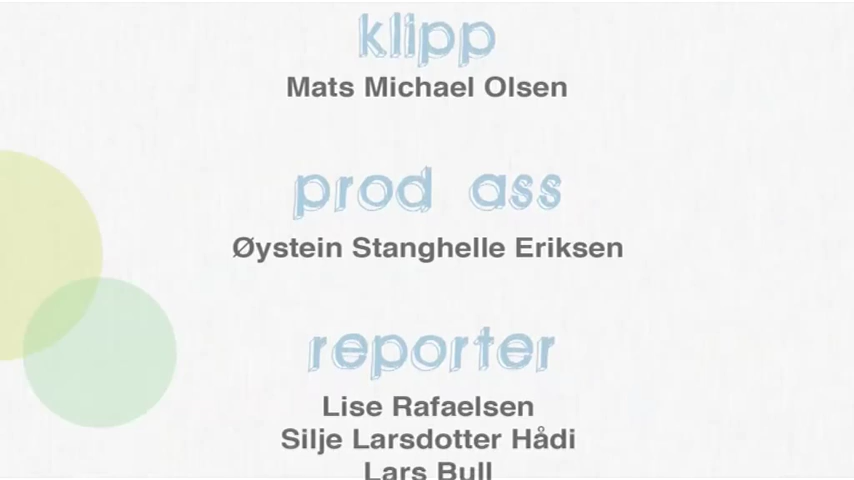 klipp
Mats Michael Olsen
prod ass
Øystein Stanghelle Eriksen
reporter
Lise Rafaelsen
Silje Larsdotter Hådi
Lars Bull